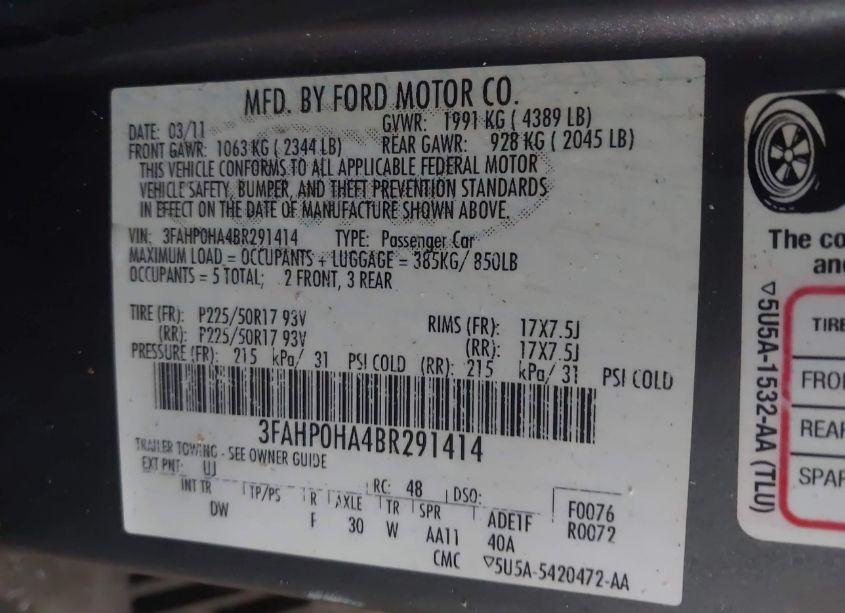 MFD. BY FORD MOTOR CO.
DATE: 03/11 GVWR: 1991 KG ( 4389 LB)
FRONT GAWR: 1063 KG ( 2344 LB) REAR GAWR: 928 KG ( 2045 LB)
THIS VEHICLE CONFORMS TO ALL APPLICABLE FEDERAL MOTOR
VEHICLE SAFETY, BUMPER, AND THEFT PREVENTION STANDARDS
IN EFFECT ON THE DATE OF MANUFACTURE SHOWN ABOVE.
VIN: 3FAHP0HA4BR291414 TYPE: Passenger Car
MAXIMUM LOAD = OCCUPANTS + LUGGAGE = 385KG/ 850LB
OCCUPANTS = 5 TOTAL; 2 FRONT, 3 REAR
TIRE (FR): P225/50R17 93V RIMS (FR): 17X7.5J
(RR): P225/50R17 93V (RR): 17X7.5J
PRESSURE (FR): 215 kPa/ 31 PSI COLD (RR): 215 kPa/ 31 PSI COLD
3FAHP0HA4BR291414
TRAILER TOWING - SEE OWNER GUIDE
EXT PNT: UJ RC: 48 DSO: F0076
INT TR TP/PS R AXLE TR SPR ADE1F R0072
DW F 30 W AA11 40A
CMC ▽5U5A-5420472-AA
The co
an
▽5U5A-1532-AA (TLU)
TIRE
FRO
REAR
SPAR